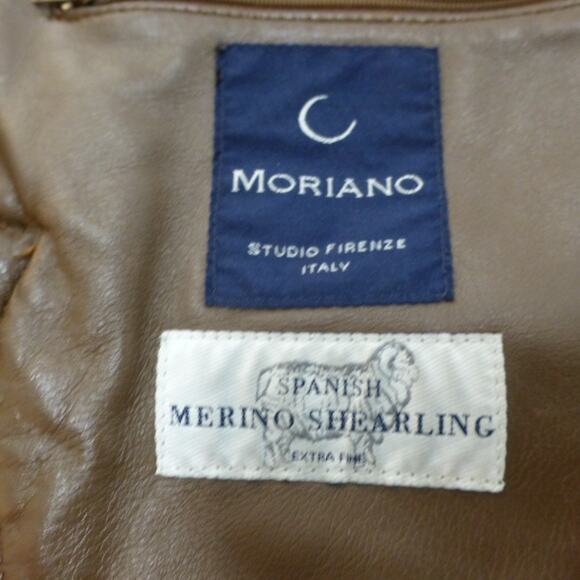 MORIANO
STUDIO FIRENZE
ITALY
SPANISH
MERINO SHEARLING
EXTRA FINE